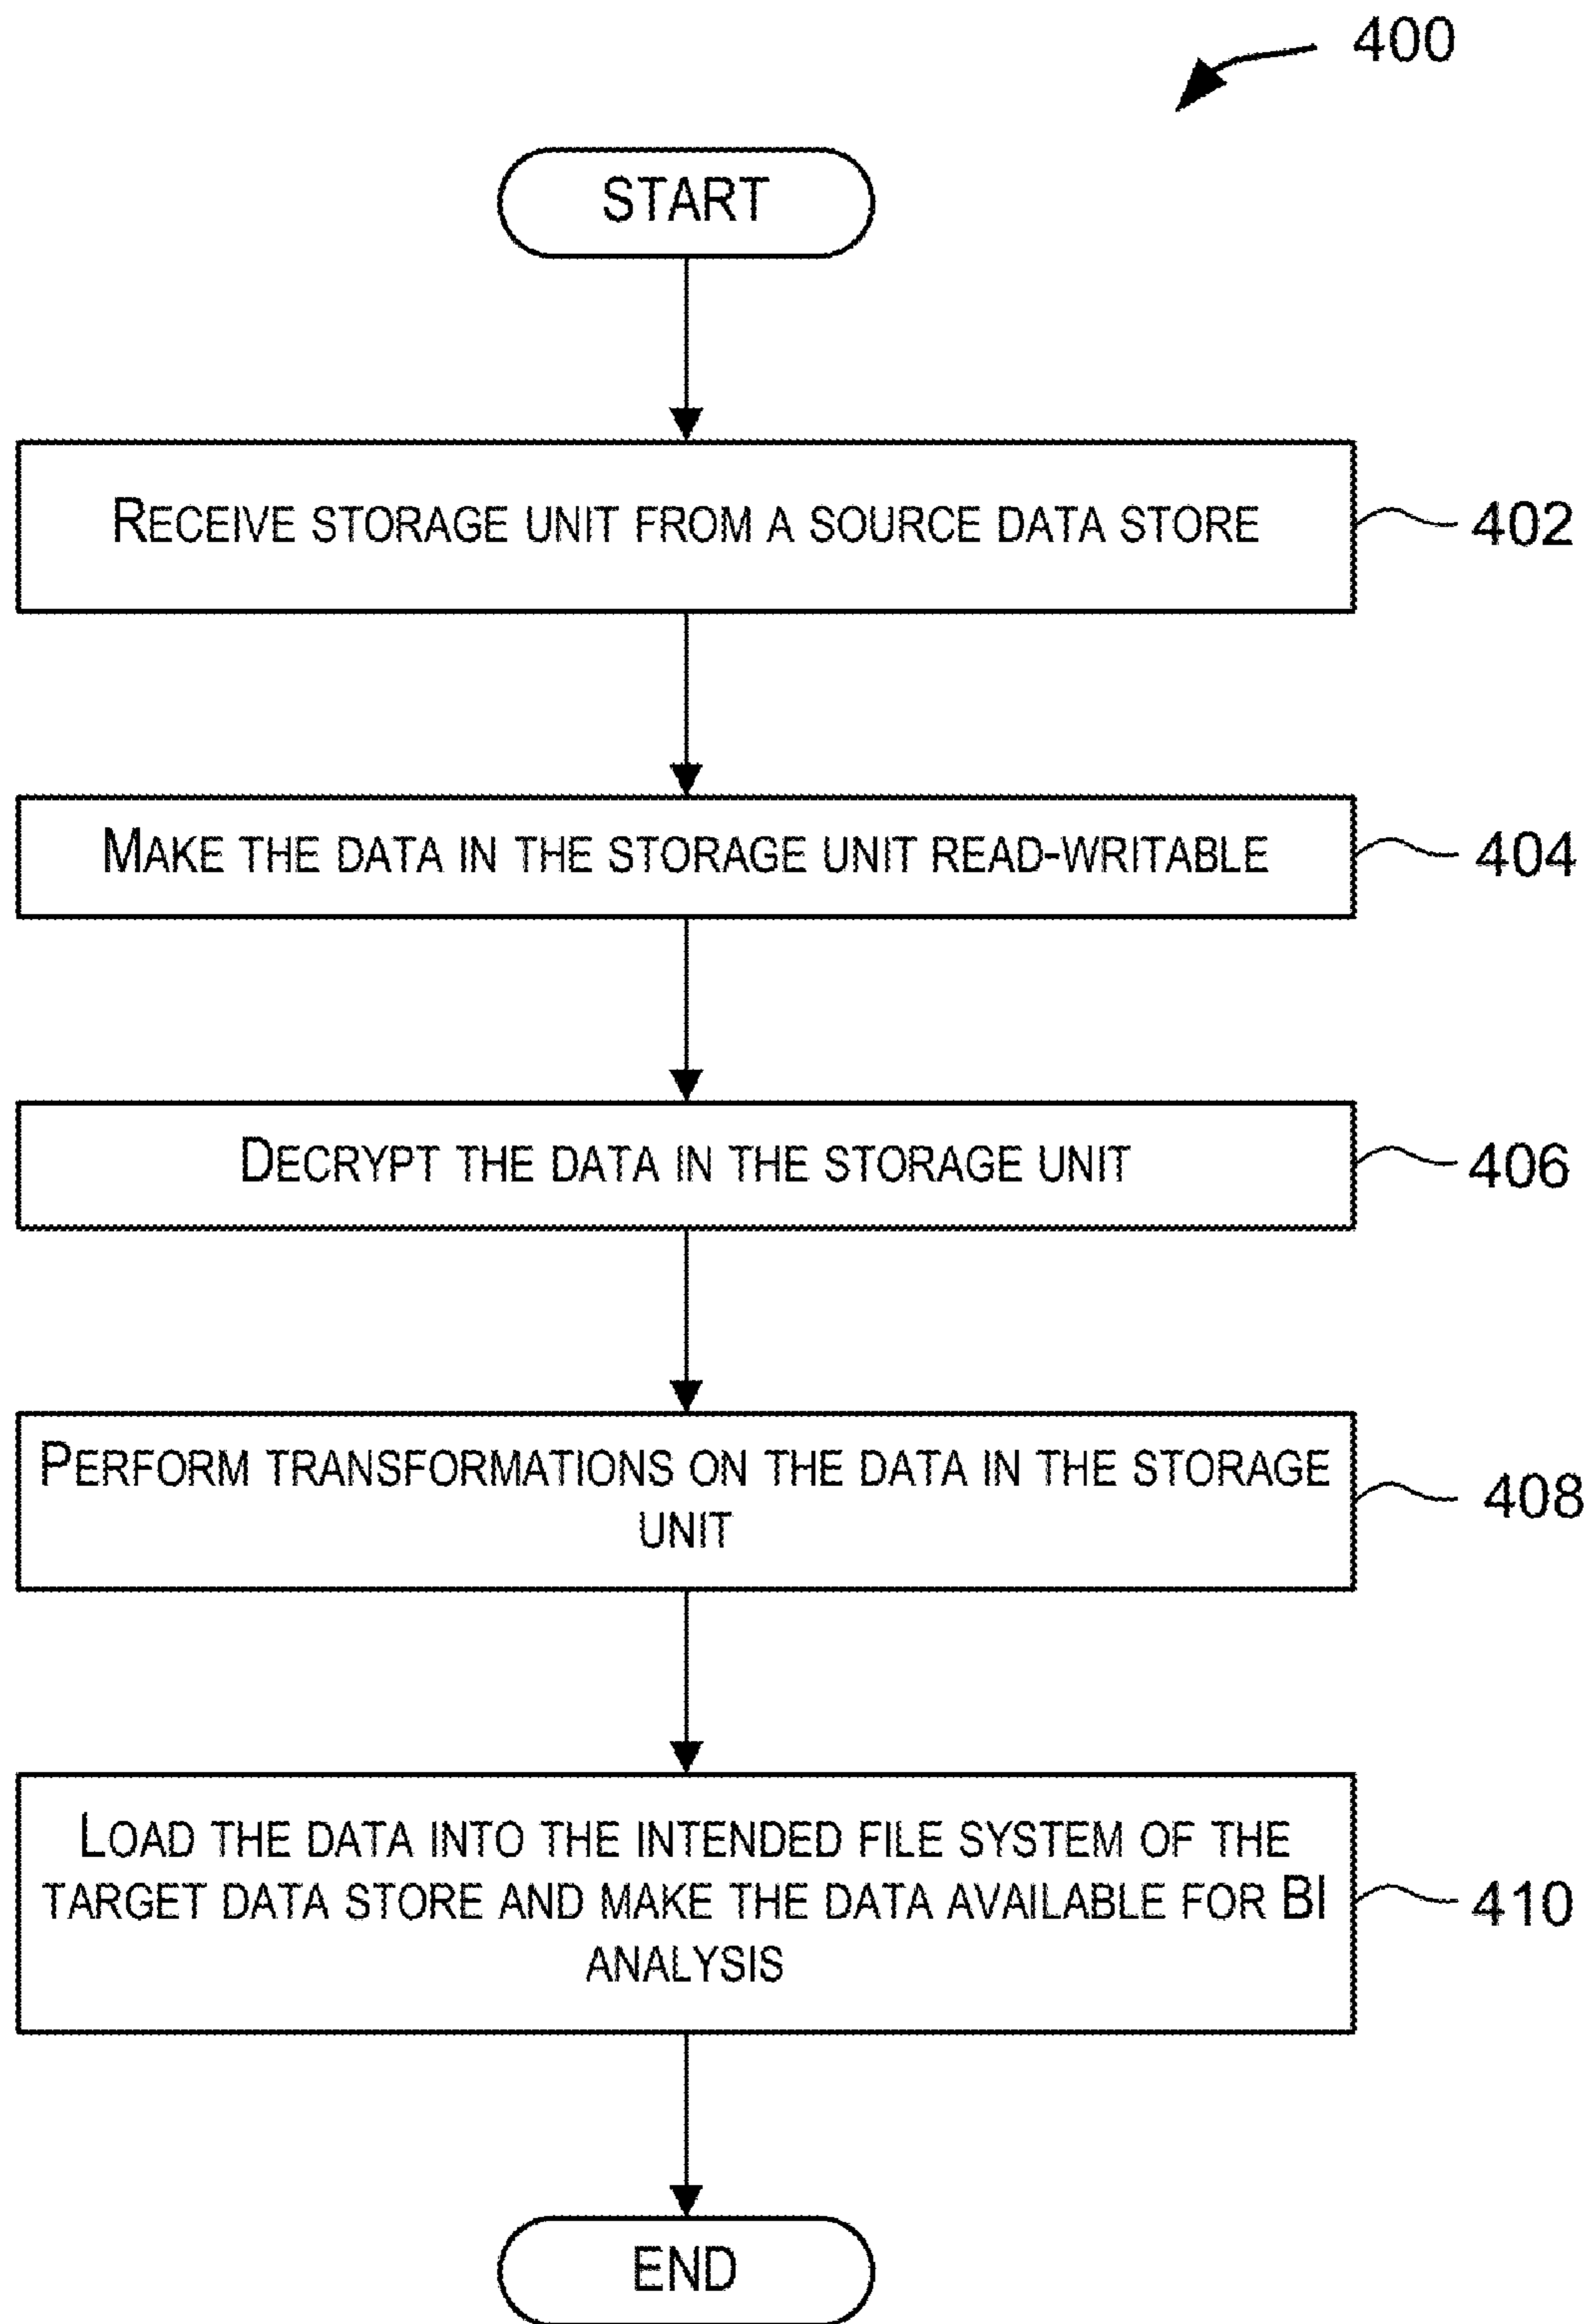 400
START
RECEIVE STORAGE UNIT FROM A SOURCE DATA STORE
402
MAKE THE DATA IN THE STORAGE UNIT READ-WRITABLE
404
DECRYPT THE DATA IN THE STORAGE UNIT
406
PERFORM TRANSFORMATIONS ON THE DATA IN THE STORAGE
UNIT
408
LOAD THE DATA INTO THE INTENDED FILE SYSTEM OF THE
TARGET DATA STORE AND MAKE THE DATA AVAILABLE FOR BI
ANALYSIS
410
END